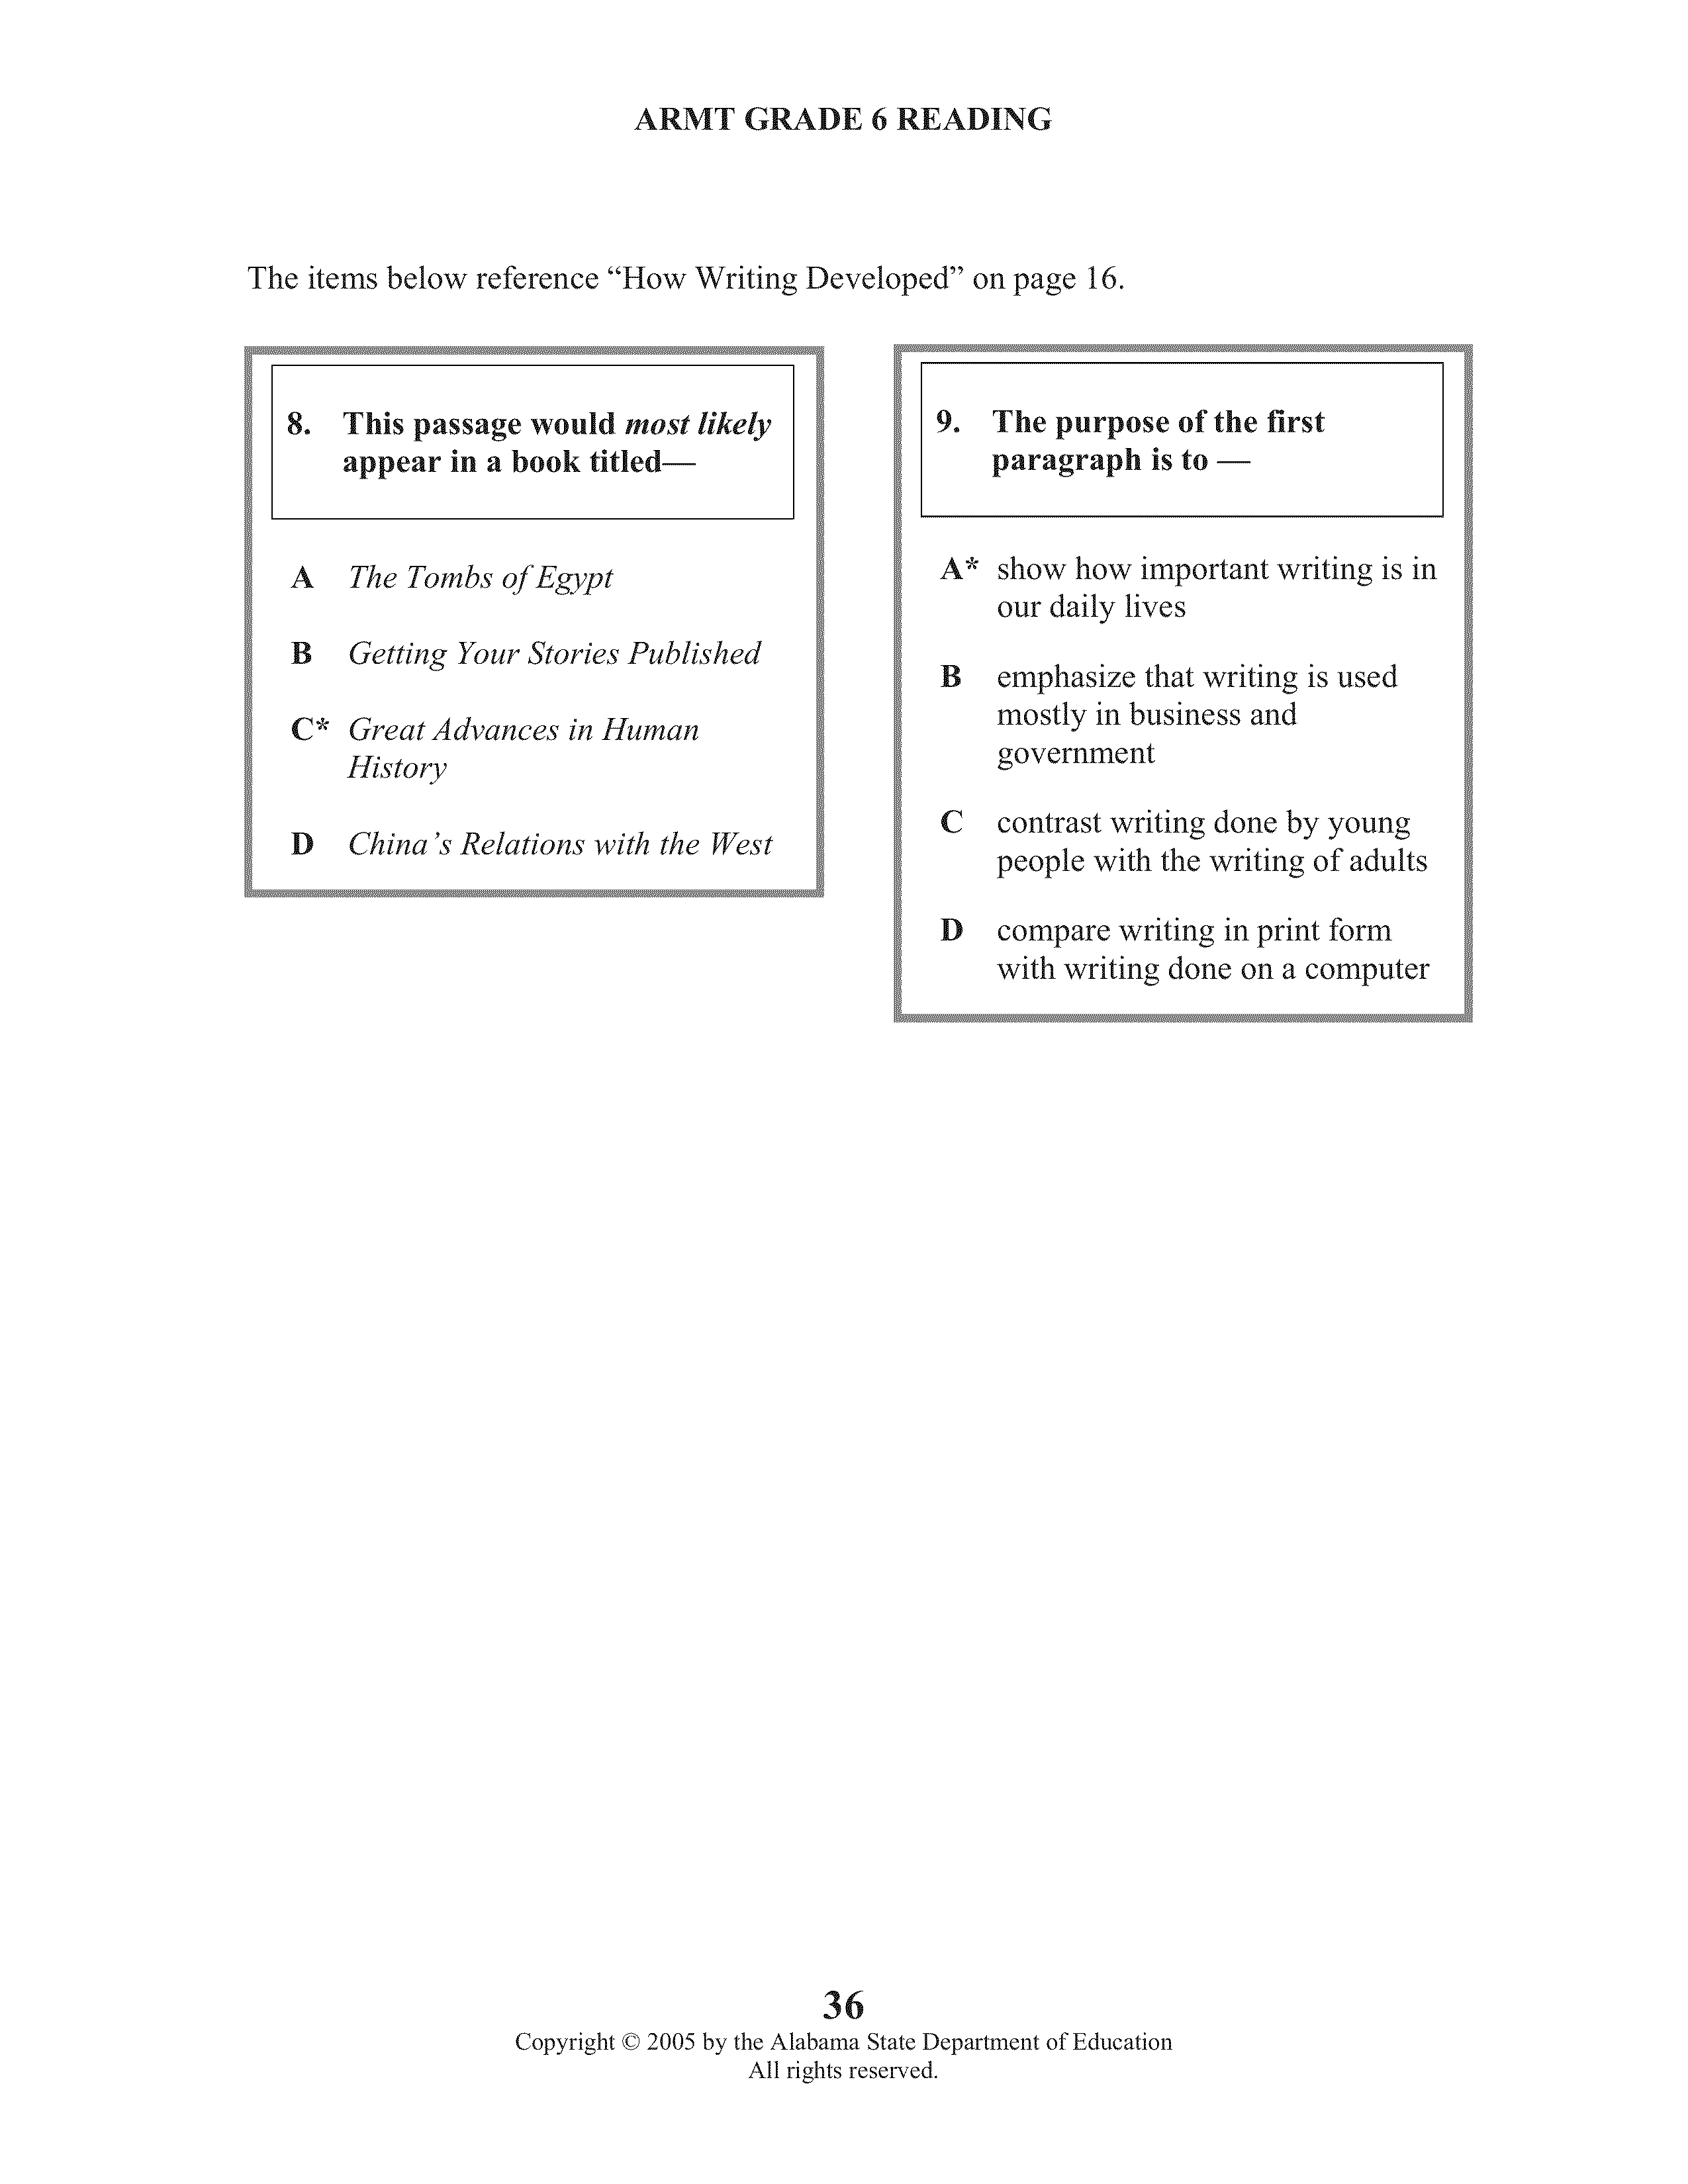 ARMT GRADE 6 READING
The items below reference “How Writing Developed” on page 16.
8. This passage would most likely
appear in a book titled—
A The Tombs of Egypt
B Getting Your Stories Published
C* Great Advances in Human
History
D China’s Relations with the West
9. The purpose of the first
paragraph is to —
A* show how important writing is in
our daily lives
B emphasize that writing is used
mostly in business and
government
C contrast writing done by young
people with the writing of adults
D compare writing in print form
with writing done on a computer
36
Copyright © 2005 by the Alabama State Department of Education
All rights reserved.